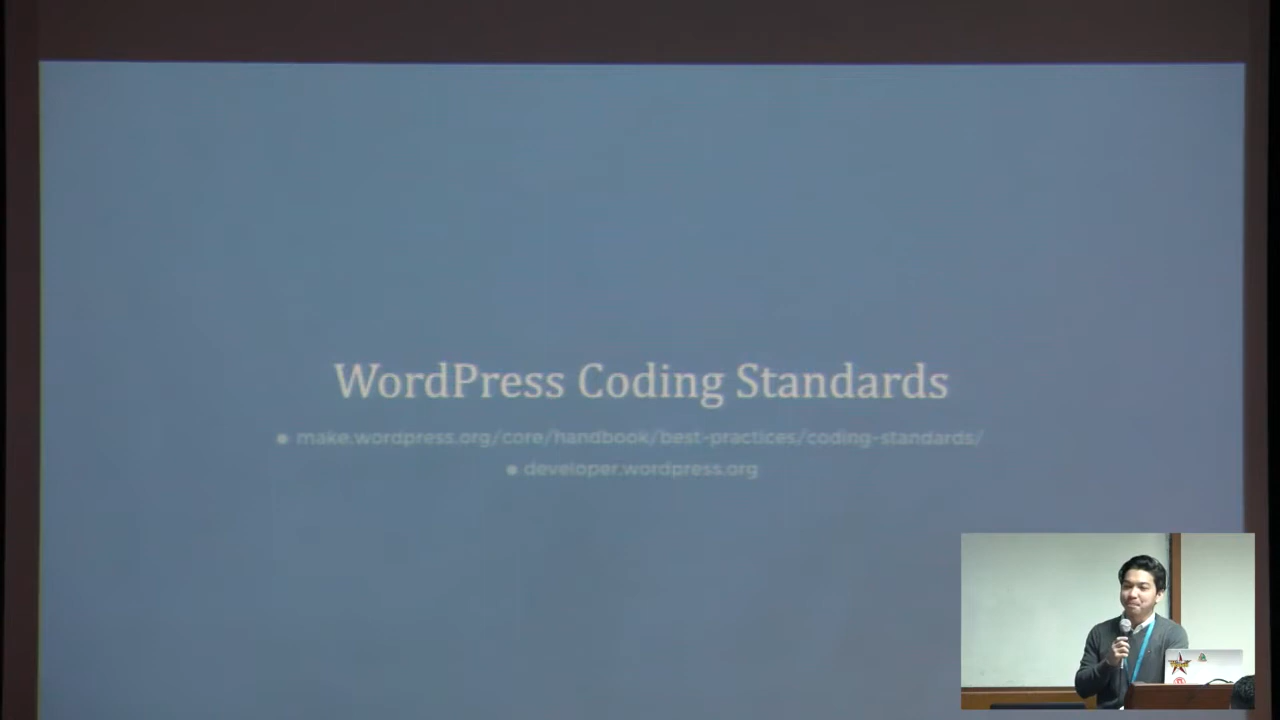 WordPress Coding Standards
● make.wordpress.org/core/handbook/best-practices/coding-standards/
● developer.wordpress.org